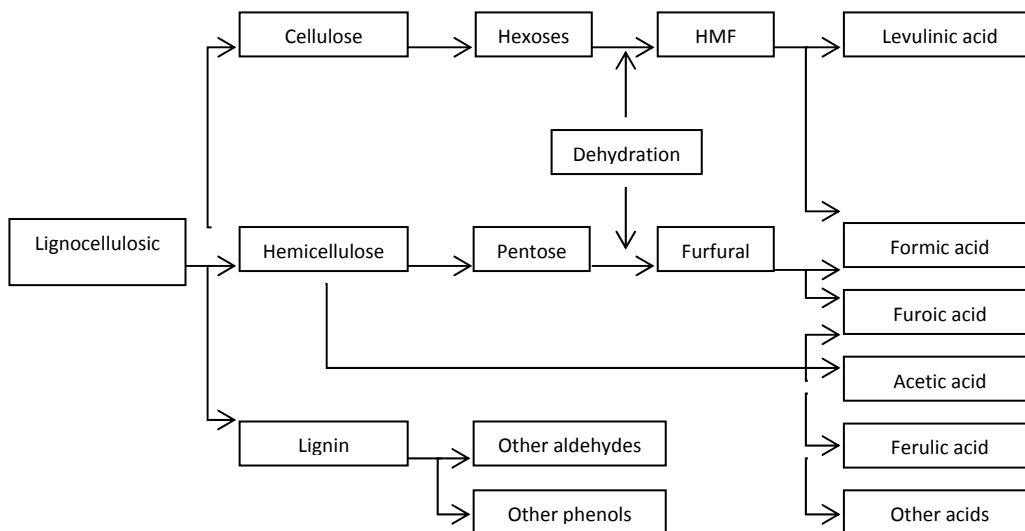 Cellulose
Hexoses
HMF
Levulinic acid
Dehydration
Lignocellulosic
Hemicellulose
Pentose
Furfural
Formic acid
Furoic acid
Acetic acid
Lignin
Other aldehydes
Ferulic acid
Other phenols
Other acids